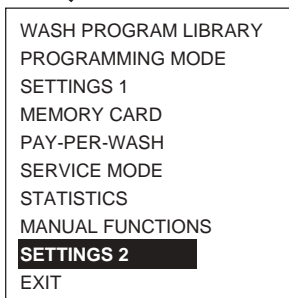 WASH PROGRAM LIBRARY
PROGRAMMING MODE
SETTINGS 1
MEMORY CARD
PAY-PER-WASH
SERVICE MODE
STATISTICS
MANUAL FUNCTIONS
SETTINGS 2
EXIT